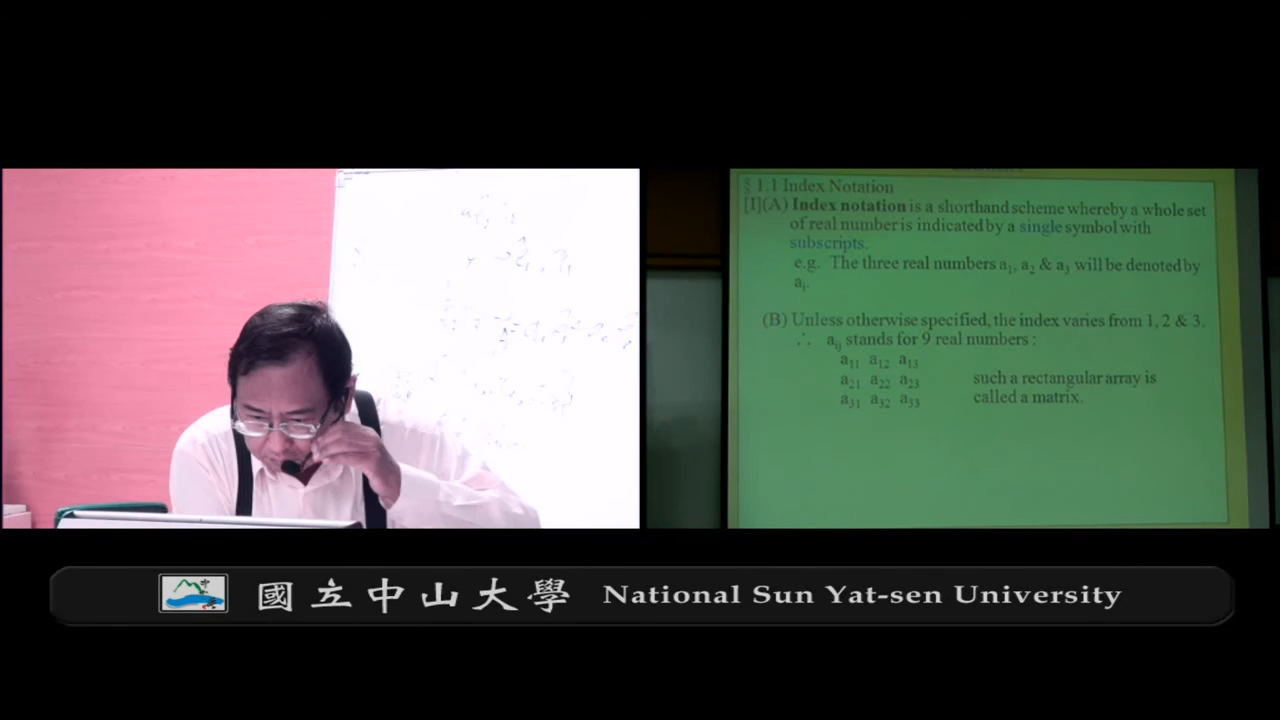 § 1.1 Index Notation
[I](A) Index notation is a shorthand scheme whereby a whole set
of real number is indicated by a single symbol with
subscripts.
e.g. The three real numbers a₁, a₂ & a₃ will be denoted by
aᵢ.
(B) Unless otherwise specified, the index varies from 1, 2 & 3.
∴ aᵢⱼ stands for 9 real numbers :
a₁₁ a₁₂ a₁₃
a₂₁ a₂₂ a₂₃ such a rectangular array is
a₃₁ a₃₂ a₃₃ called a matrix.
國立中山大學 National Sun Yat-sen University